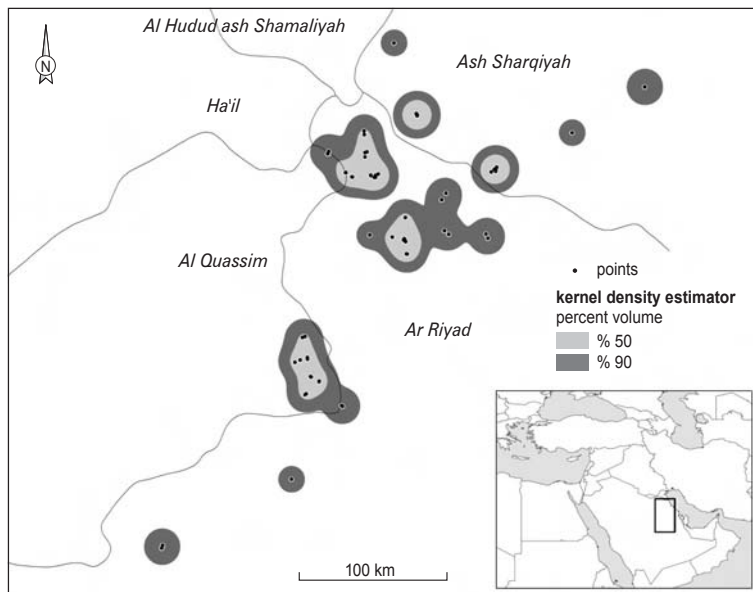 Al Hudud ash Shamaliyah
Ash Sharqiyah
N
Ha'il
Al Quassim
points
kernel density estimator
percent volume
Ar Riyad
% 50
% 90
100 km